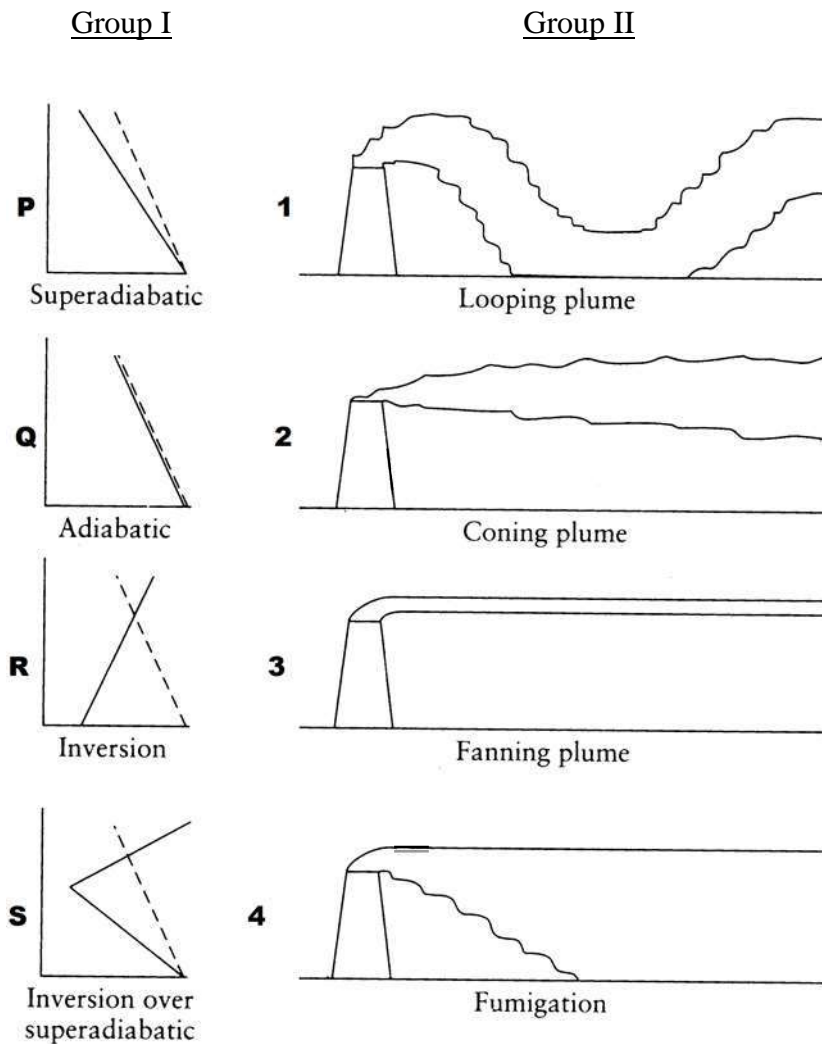 Group I
Group II
P
Superadiabatic
1
Looping plume
Q
Adiabatic
2
Coning plume
R
Inversion
3
Fanning plume
S
Inversion over
superadiabatic
4
Fumigation